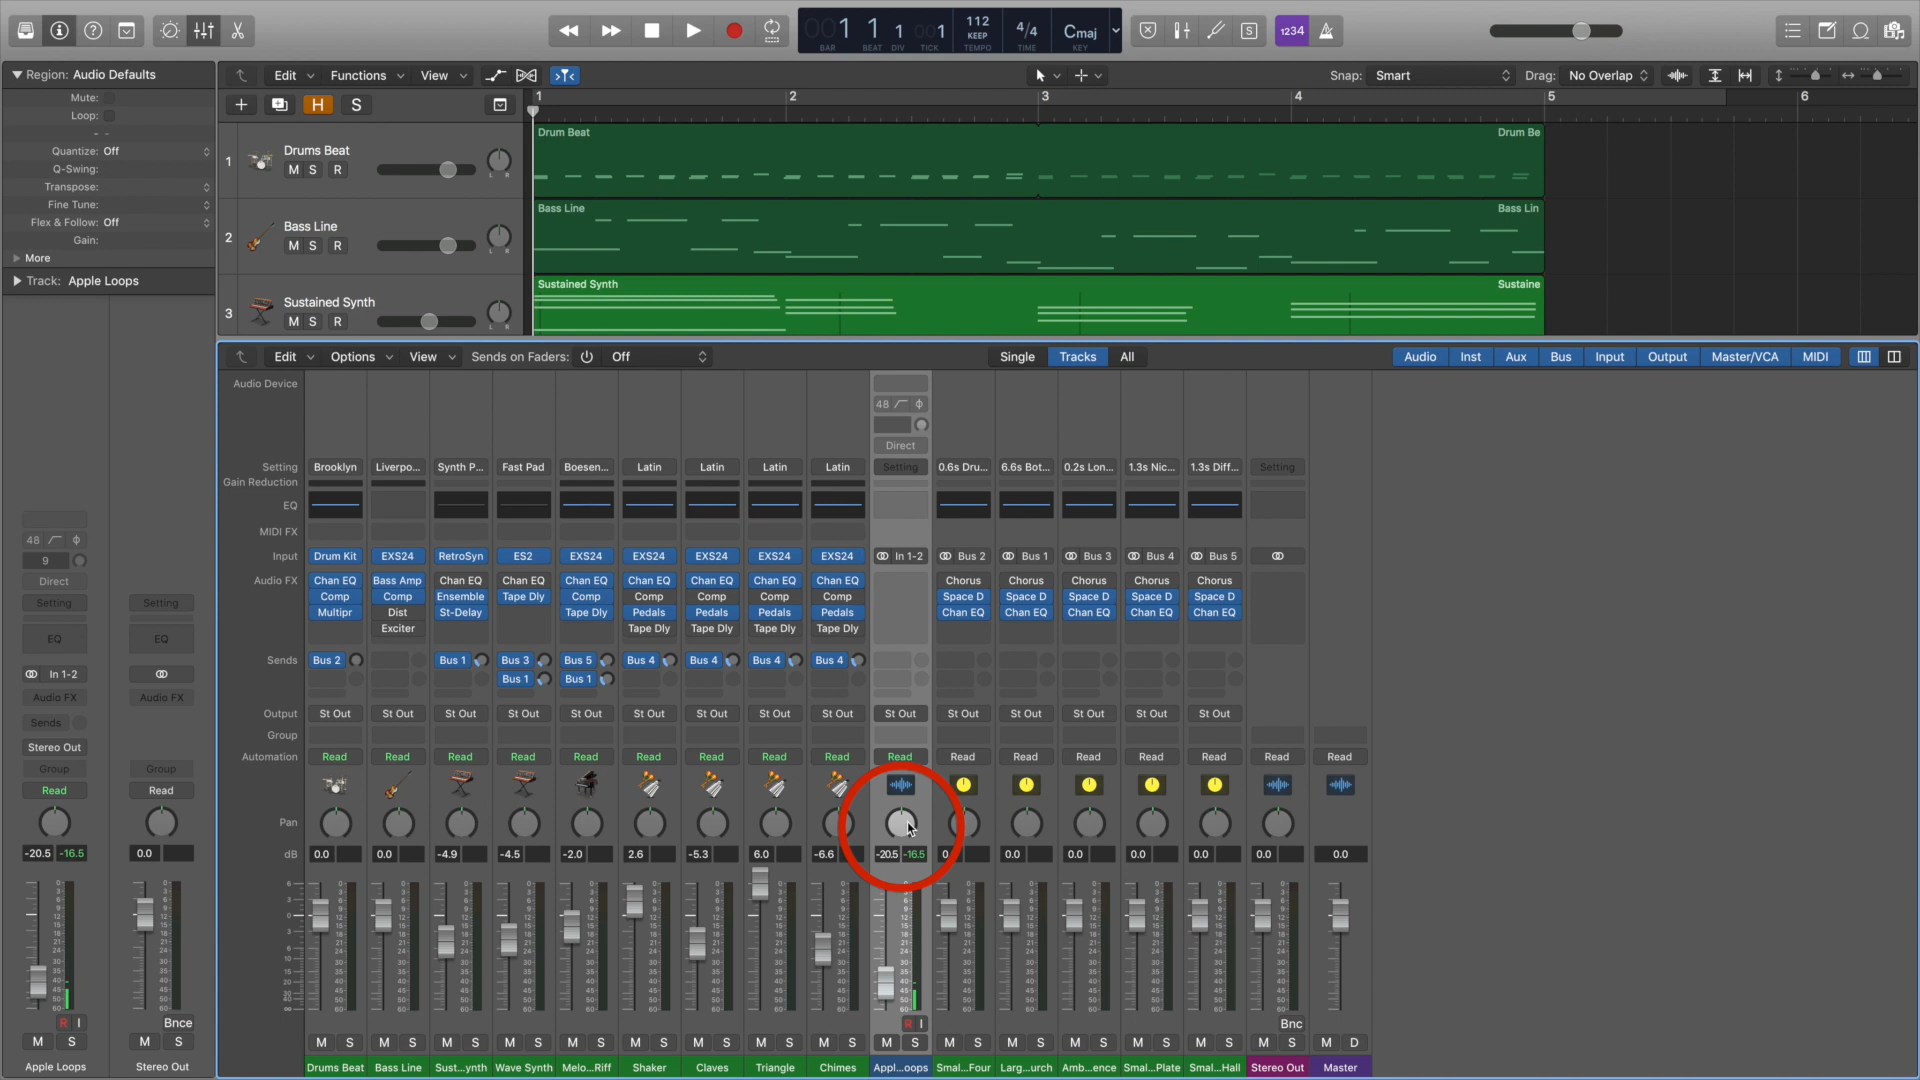 001 1 1 001
BAR BEAT DIV TICK
112 KEEP TEMPO
4/4 TIME
Cmaj KEY
S
1234
Region: Audio Defaults
Mute:
Loop:
- -
Quantize: Off
Q-Swing:
Transpose:
Fine Tune:
Flex & Follow: Off
Gain:
More
Track: Apple Loops
Edit Functions View
Snap: Smart Drag: No Overlap
H S
1 2 3 4 5 6
1 Drums Beat
M S R
L R
Drum Beat Drum Be
2 Bass Line
M S R
L R
Bass Line Bass Lin
3 Sustained Synth
M S R
Sustained Synth Sustaine
Edit Options View Sends on Faders: Off
Single Tracks All
Audio Inst Aux Bus Input Output Master/VCA MIDI
Audio Device
48
Direct
Setting Brooklyn Liverpo... Synth P... Fast Pad Boesen... Latin Latin Latin Latin Setting 0.6s Dru... 6.6s Bot... 0.2s Lon... 1.3s Nic... 1.3s Diff... Setting
Gain Reduction
EQ
MIDI FX
Input Drum Kit EXS24 RetroSyn ES2 EXS24 EXS24 EXS24 EXS24 EXS24 In 1-2 Bus 2 Bus 1 Bus 3 Bus 4 Bus 5
Audio FX Chan EQ Bass Amp Chan EQ Chan EQ Chan EQ Chan EQ Chan EQ Chan EQ Chan EQ Chorus Chorus Chorus Chorus Chorus
Comp Comp Ensemble Tape Dly Comp Comp Comp Comp Comp Space D Space D Space D Space D Space D
Multipr Dist St-Delay Tape Dly Pedals Pedals Pedals Pedals Chan EQ Chan EQ Chan EQ Chan EQ Chan EQ
Exciter Tape Dly Tape Dly Tape Dly Tape Dly
Sends Bus 2 Bus 1 Bus 3 Bus 5 Bus 4 Bus 4 Bus 4 Bus 4
Bus 1 Bus 1
Output St Out St Out St Out St Out St Out St Out St Out St Out St Out St Out St Out St Out St Out St Out St Out
Group
Automation Read Read Read Read Read Read Read Read Read Read Read Read Read Read Read Read Read
Pan
dB 0.0 0.0 -4.9 -4.5 -2.0 2.6 -5.3 6.0 -6.6 -20.5 -16.5 0 0.0 0.0 0.0 0.0 0.0 0.0
R I Bnc
M S M S M S M S M S M S M S M S M S M S M S M S M S M S M S M S M D
Drums Beat Bass Line Sust...ynth Wave Synth Melo...Riff Shaker Claves Triangle Chimes Appl...oops Smal...Four Larg...urch Amb...ence Smal...Plate Smal...Hall Stereo Out Master
48
9
Direct
Setting Setting
EQ EQ
In 1-2
Audio FX Audio FX
Sends
Stereo Out
Group Group
Read Read
-20.5 -16.5 0.0
R I Bnce
M S M S
Apple Loops Stereo Out